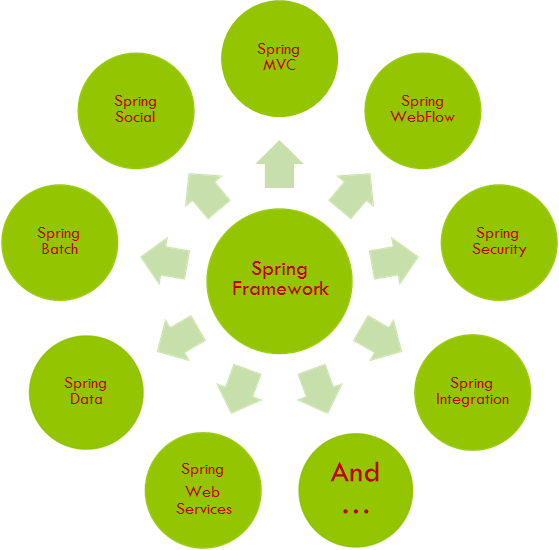 Spring
MVC
Spring
WebFlow
Spring
Security
Spring
Integration
And
...
Spring
Web
Services
Spring
Data
Spring
Batch
Spring
Social
Spring
Framework